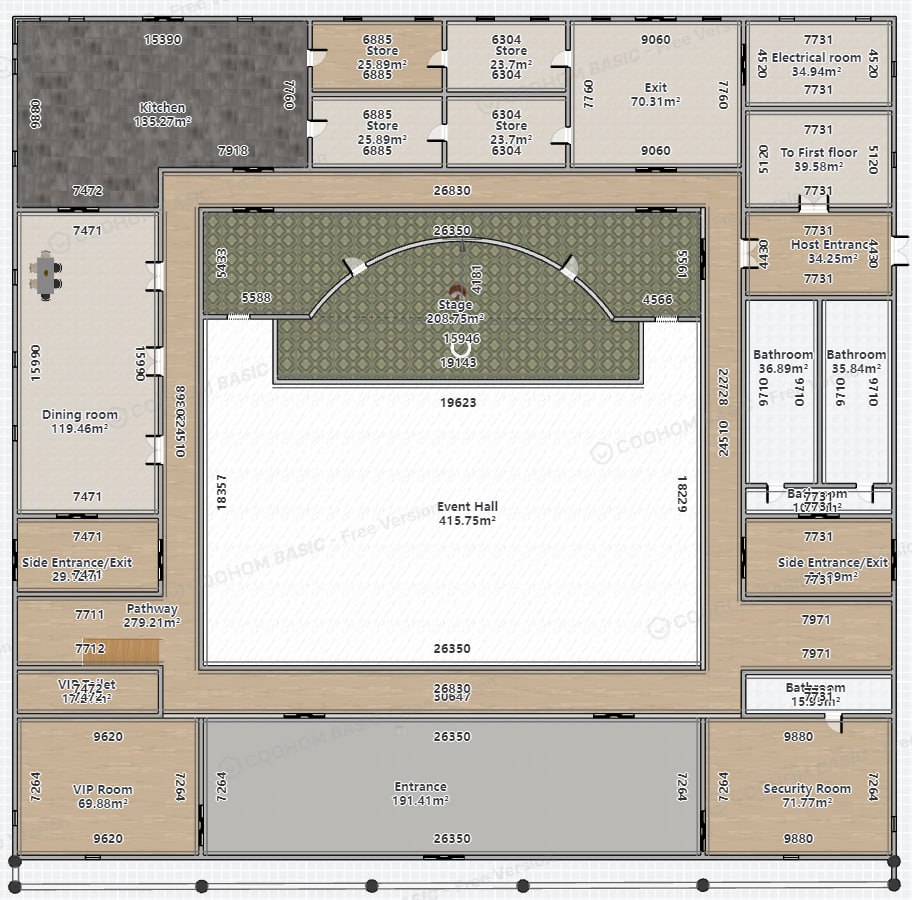 15390
9886
7760
Kitchen
135.27m²
7918
7472
6885
Store
25.89m²
6885
6304
Store
23.7m²
6304
6885
Store
25.89m²
6885
6304
Store
23.7m²
6304
9060
7760
7760
Exit
70.31m²
9060
7731
4520
4520
Electrical room
34.94m²
7731
7731
5120
5120
To First floor
39.58m²
7731
7731
4430
4430
Host Entrance
34.25m²
7731
26830
26350
5433
5561
4181
5588
4566
Stage
208.75m²
15946
19143
19623
7471
15990
15990
Dining room
119.46m²
7471
24510
22728
24510
18357
18229
Event Hall
415.75m²
26350
Bathroom
36.89m²
9710
9710
Bathroom
35.84m²
9710
9710
Bathroom
7731
7731
7471
Side Entrance/Exit
7471
7731
Side Entrance/Exit
7731
7711
Pathway
279.21m²
7712
7971
7971
VIP Toilet
7472
26830
30647
Bathroom
7731
9620
7264
7264
VIP Room
69.88m²
9620
26350
7264
7264
Entrance
191.41m²
26350
9880
7264
7264
Security Room
71.77m²
9880
COOHOM BASIC - Free Version